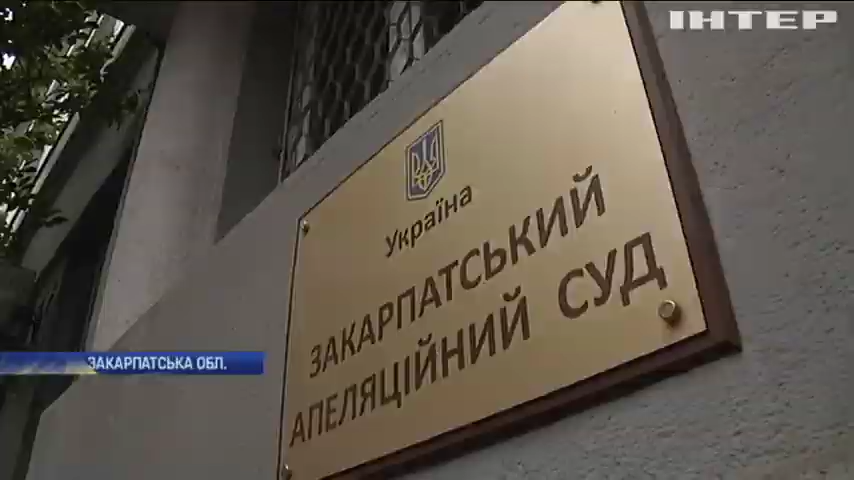 ІНТЕР
Україна
ЗАКАРПАТСЬКИЙ
АПЕЛЯЦІЙНИЙ СУД
ЗАКАРПАТСЬКА ОБЛ.